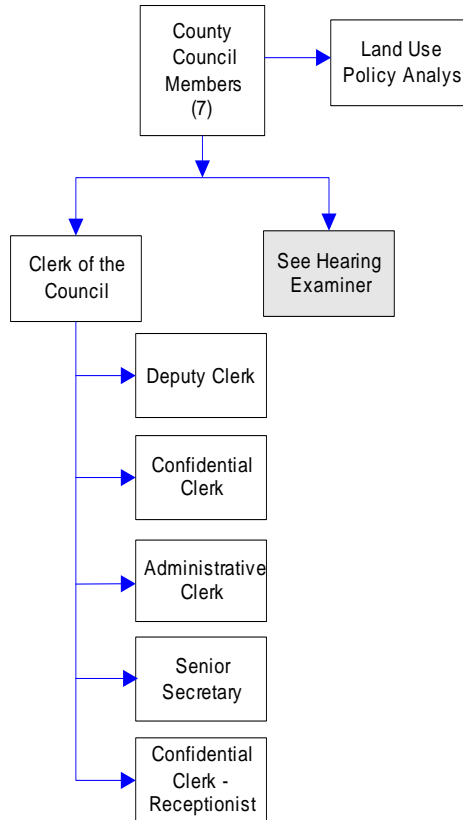 County
Council
Members
(7)
Land Use
Policy Analys
Clerk of the
Council
See Hearing
Examiner
Deputy Clerk
Confidential
Clerk
Administrative
Clerk
Senior
Secretary
Confidential
Clerk -
Receptionist